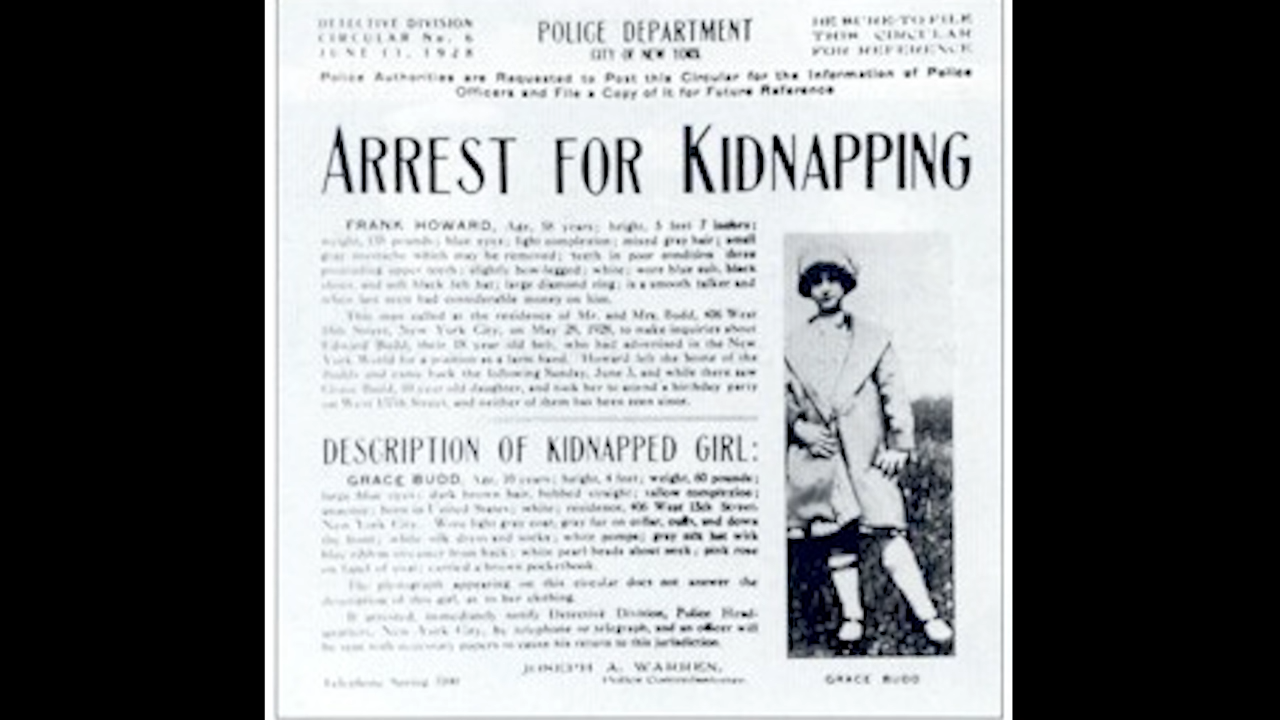 DETECTIVE DIVISION
CIRCULAR No. 6
JUNE 11, 1928
POLICE DEPARTMENT
CITY OF NEW YORK
BE SURE TO FILE
THIS CIRCULAR
FOR REFERENCE
Police Authorities are Requested to Post this Circular for the Information of Police
Officers and File a Copy of it for Future Reference
ARREST FOR KIDNAPPING
FRANK HOWARD, Age, 58 years; height, 5 feet 7 inches;
weight, pounds; blue eyes; light complexion; mixed gray hair; small
gray moustache which may be removed; teeth in poor condition three
protruding upper teeth; slightly bow-legged; white; wore blue suit, black
shoes, and soft black felt hat; large diamond ring; is a smooth talker and
when last seen had considerable money on him.
This man called at the residence of Mr. and Mrs. Budd, 406 West
15th Street, New York City, on May 28, 1928, to make inquiries about
Edward Budd, their 18 year old boy, who had advertised in the New
York World for a position as a farm hand. Howard left the home of the
Budds and came back the following Sunday, June 3, and while there saw
Grace Budd, 10 year old daughter, and took her to attend a birthday party
on West 137th Street, and neither of them has been seen since.
DESCRIPTION OF KIDNAPPED GIRL:
GRACE BUDD, Age, 10 years; height, 4 feet; weight, 60 pounds;
large blue eyes; dark brown hair, bobbed straight; sallow complexion;
anaemic; born in United States; white; residence, 406 West 15th Street,
New York City. Wore light gray coat, gray fur on collar, cuffs, and down
the front; white silk dress and socks; white pumps; gray silk hat with
blue ribbon streamer from back; white pearl beads about neck; pink rose
on lapel of coat; carried a brown pocketbook.
The photograph appearing on this circular does not answer the
description of this girl, as to her clothing.
If arrested, immediately notify Detective Division, Police Head-
quarters, New York City, by telephone or telegraph, and an officer will
be sent with necessary papers to cause his return to this jurisdiction.
JOSEPH A. WARREN,
Police Commissioner.
Telephone Spring 3100
GRACE BUDD